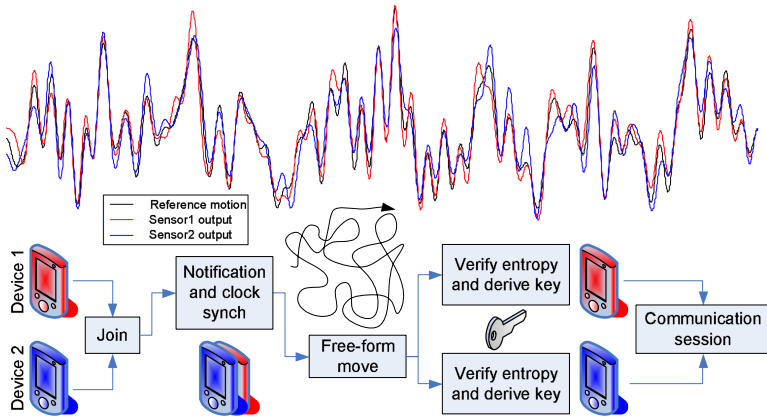 Reference motion
Sensor1 output
Sensor2 output
Device 1
Device 2
Join
Notification
and clock
synch
Free-form
move
Verify entropy
and derive key
Verify entropy
and derive key
Communication
session